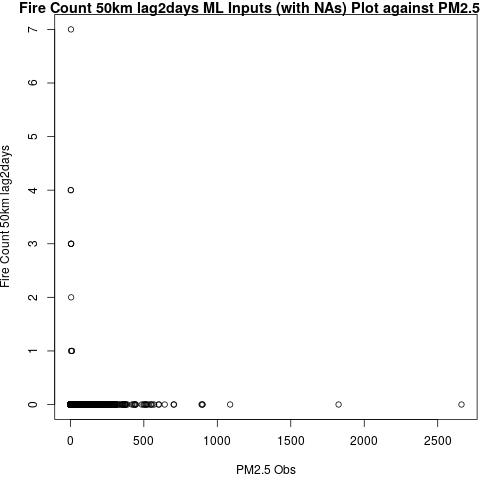 Fire Count 50km lag2days ML Inputs (with NAs) Plot against PM2.5
Fire Count 50km lag2days
7
6
5
4
3
2
1
0
0 500 1000 1500 2000 2500
PM2.5 Obs